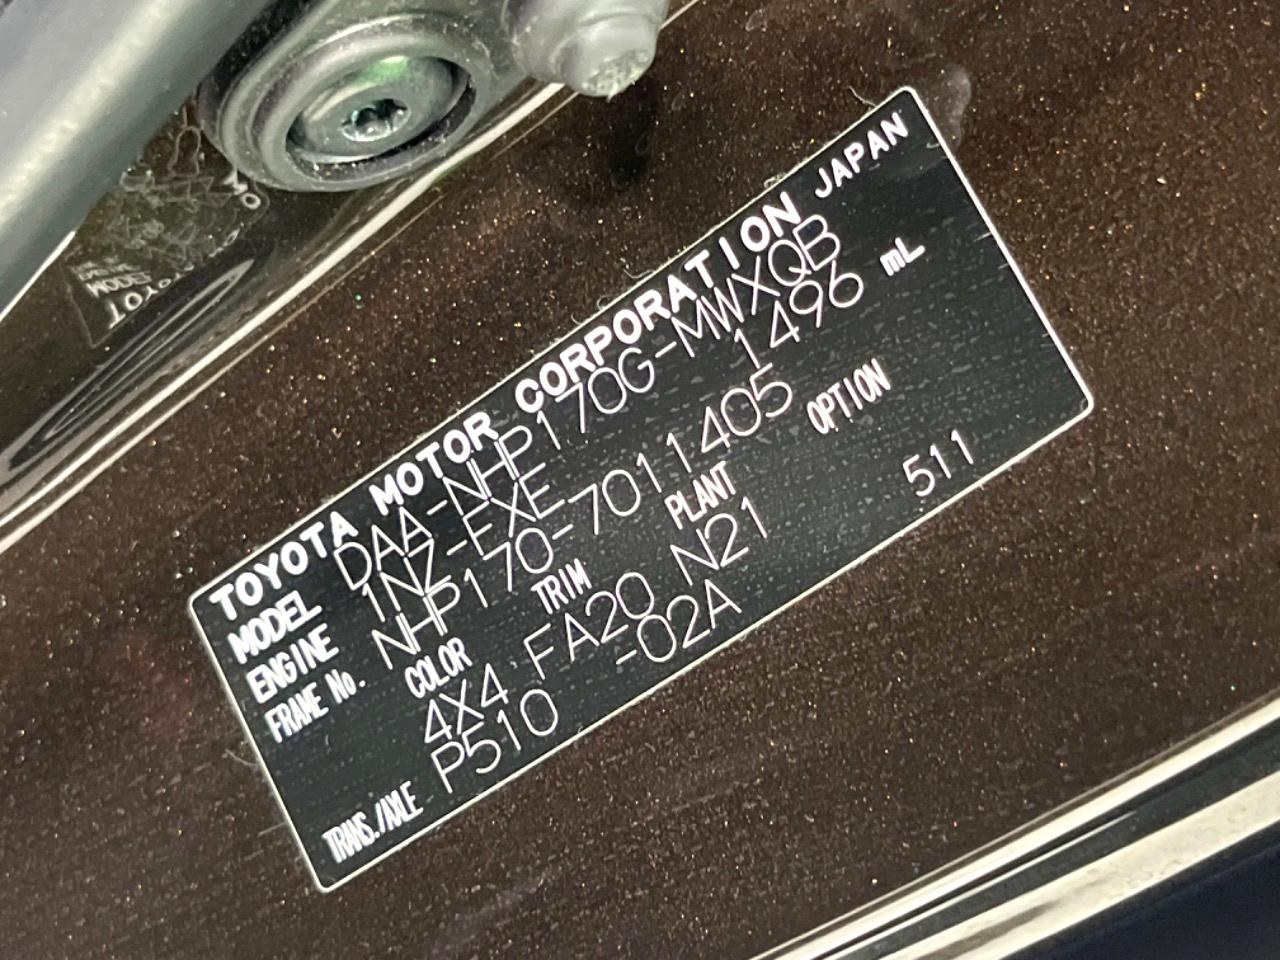 TOYOTA MOTOR CORPORATION JAPAN
MODEL DAA-NHP170G-MWXQB
ENGINE 1NZ-EXE 1496 mL
FRAME No. NHP170-7011405
COLOR TRIM PLANT OPTION
4X4 FA20 N21 511
TRANS./AXLE P510 -02A